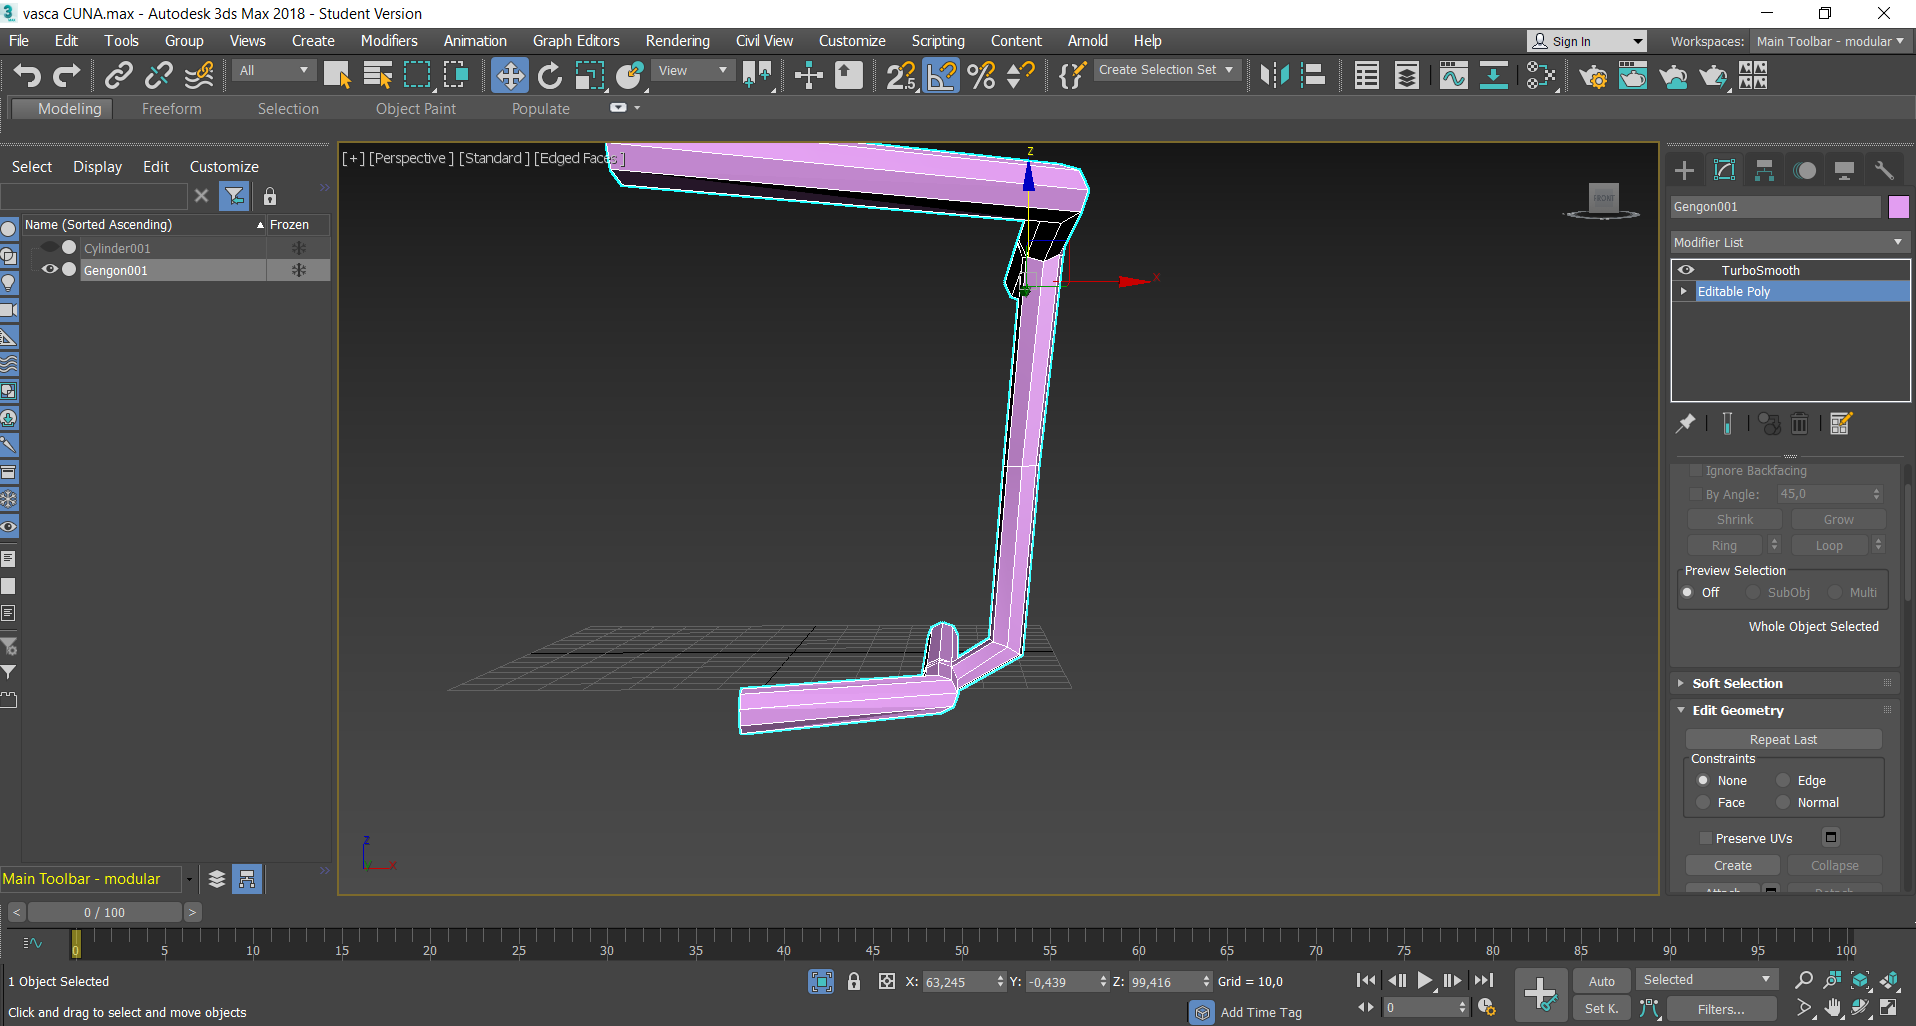 vasca CUNA.max - Autodesk 3ds Max 2018 - Student Version
File Edit Tools Group Views Create Modifiers Animation Graph Editors Rendering Civil View Customize Scripting Content Arnold Help Sign In Workspaces: Main Toolbar - modular
All View 2.5 Create Selection Set
Modeling Freeform Selection Object Paint Populate
Select Display Edit Customize
[+] [Perspective ] [Standard ] [Edged Faces ]
Name (Sorted Ascending) Frozen
Cylinder001
Gengon001
z
x
FRONT
Gengon001
Modifier List
TurboSmooth
Editable Poly
Ignore Backfacing
By Angle: 45,0
Shrink Grow
Ring Loop
Preview Selection
Off SubObj Multi
Whole Object Selected
Soft Selection
Edit Geometry
Repeat Last
Constraints
None Edge
Face Normal
Preserve UVs
Create Collapse
Attach Detach
z
y x
Main Toolbar - modular
< 0 / 100 >
0 5 10 15 20 25 30 35 40 45 50 55 60 65 70 75 80 85 90 95 100
1 Object Selected X: 63,245 Y: -0,439 Z: 99,416 Grid = 10,0 Auto Selected
Click and drag to select and move objects Add Time Tag 0 Set K. Filters...